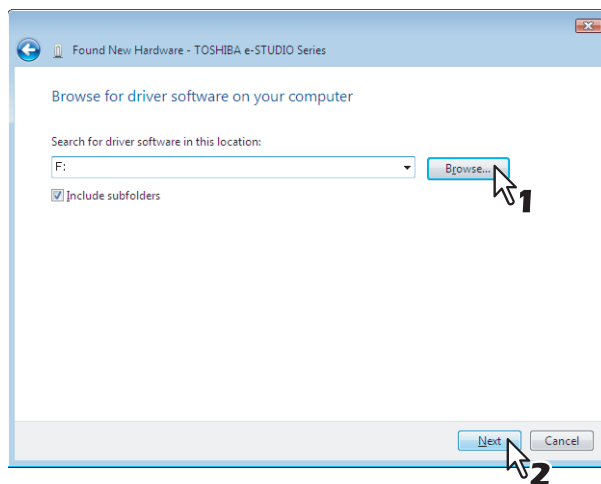 Found New Hardware - TOSHIBA e-STUDIO Series
Browse for driver software on your computer
Search for driver software in this location:
F:
Browse...
1
Include subfolders
Next
Cancel
2